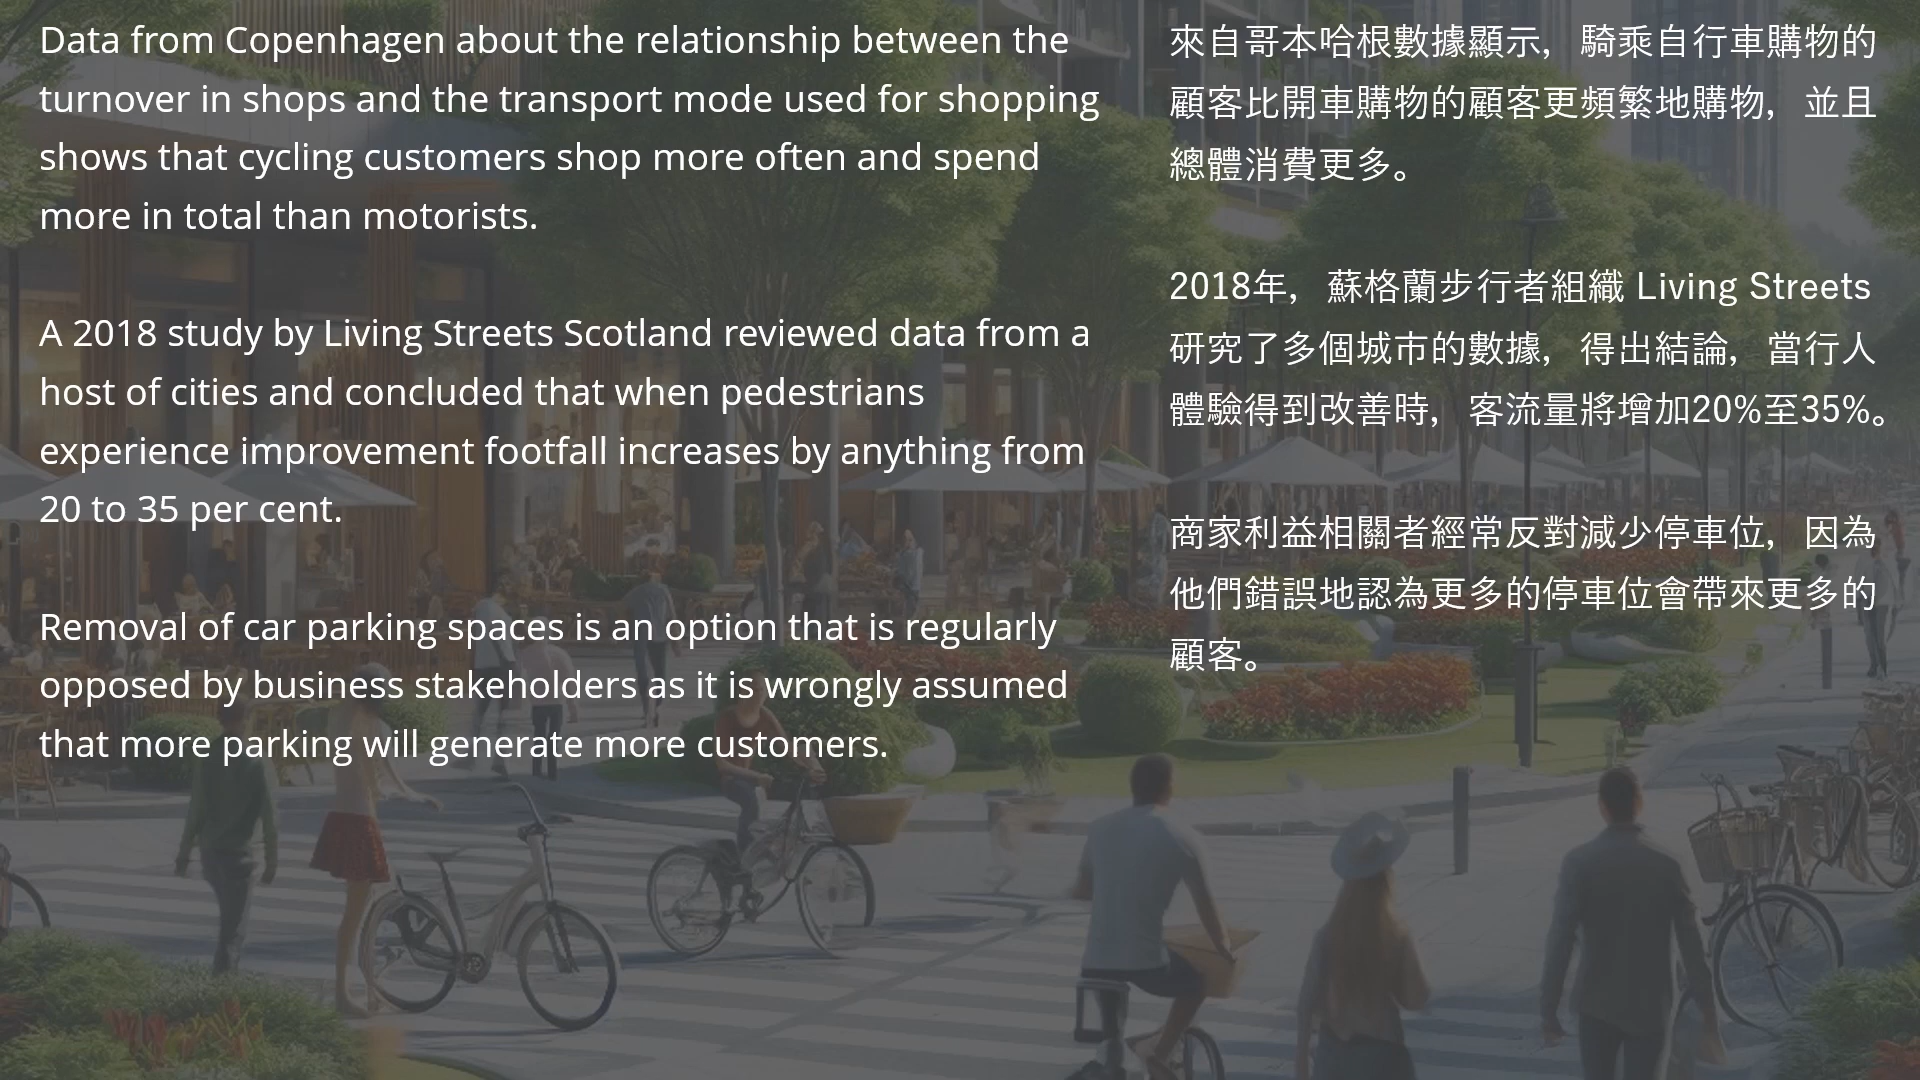 Data from Copenhagen about the relationship between the
turnover in shops and the transport mode used for shopping
shows that cycling customers shop more often and spend
more in total than motorists.
A 2018 study by Living Streets Scotland reviewed data from a
host of cities and concluded that when pedestrians
experience improvement footfall increases by anything from
20 to 35 per cent.
Removal of car parking spaces is an option that is regularly
opposed by business stakeholders as it is wrongly assumed
that more parking will generate more customers.
來自哥本哈根數據顯示，騎乘自行車購物的
顧客比開車購物的顧客更頻繁地購物，並且
總體消費更多。
2018年，蘇格蘭步行者組織 Living Streets
研究了多個城市的數據，得出結論，當行人
體驗得到改善時，客流量將增加20%至35%。
商家利益相關者經常反對減少停車位，因為
他們錯誤地認為更多的停車位會帶來更多的
顧客。